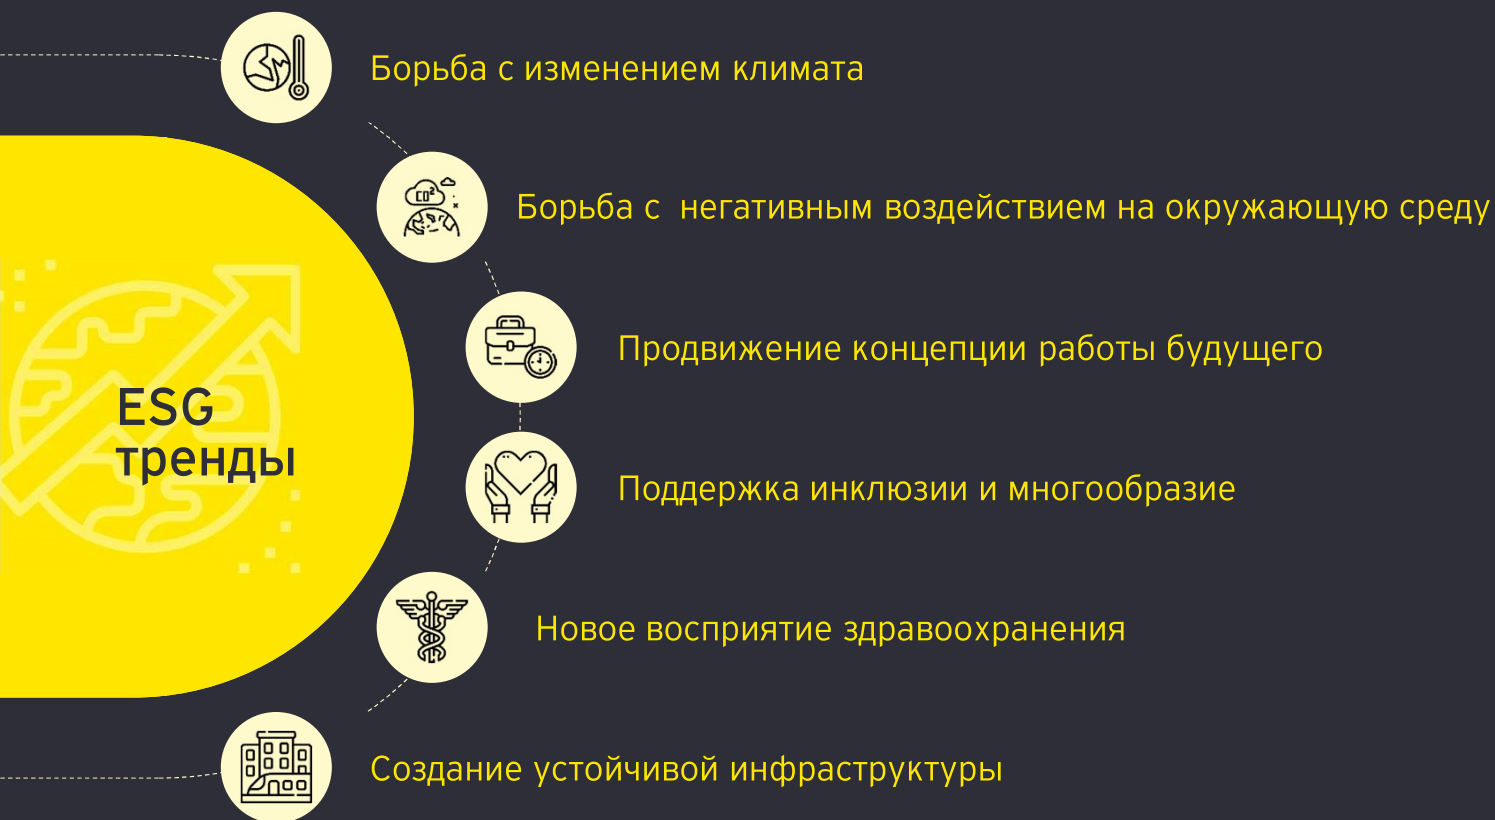 Борьба с изменением климата
CO²
Борьба с  негативным воздействием на окружающую среду
Продвижение концепции работы будущего
ESG
тренды
Поддержка инклюзии и многообразие
Новое восприятие здравоохранения
Создание устойчивой инфраструктуры